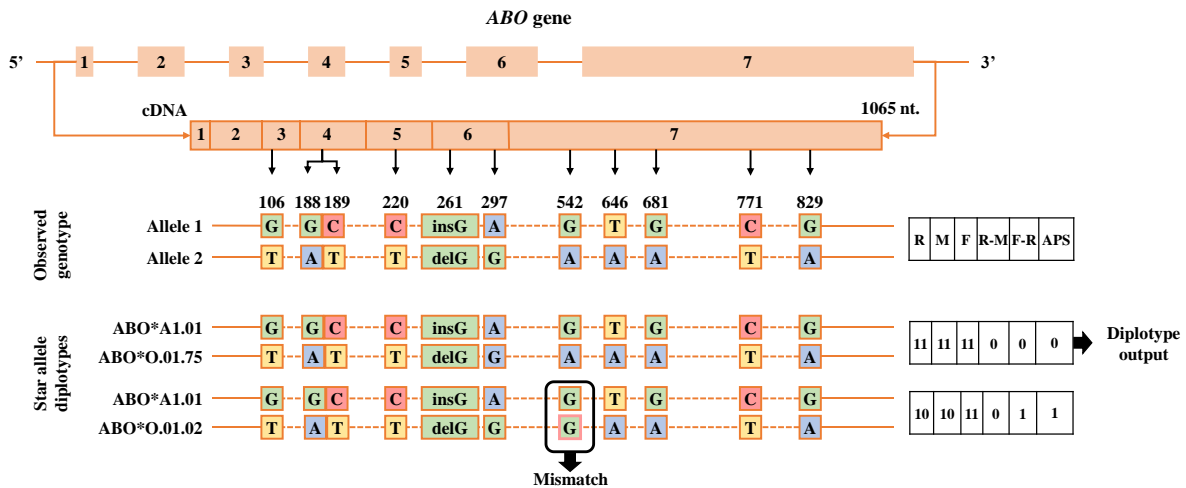 ABO gene
5’ 1 2 3 4 5 6 7 3’
cDNA 1065 nt.
1 2 3 4 5 6 7
106 188 189 220 261 297 542 646 681 771 829
Observed genotype
Allele 1 G G C C insG A G T G C G
Allele 2 T A T T delG G A A A T A
R M F R-M F-R APS
Star allele diplotypes
ABO*A1.01 G G C C insG A G T G C G
ABO*O.01.75 T A T T delG G A A A T A
11 11 11 0 0 0 Diplotype output
ABO*A1.01 G G C C insG A G T G C G
ABO*O.01.02 T A T T delG G G A A T A
10 10 11 0 1 1
Mismatch